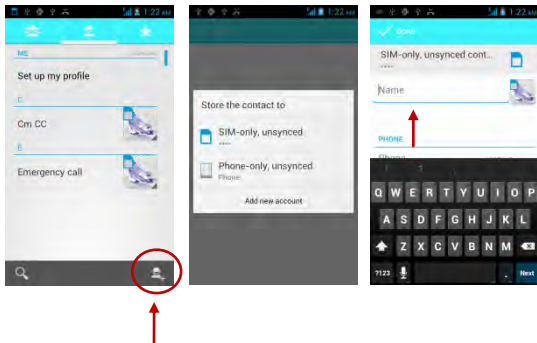 1:22 AM
ME
Set up my profile
C
Cm CC
E
Emergency call
1:22 AM
Store the contact to
SIM-only, unsynced
Phone-only, unsynced
Phone
Add new account
1:22 AM
DONE
SIM-only, unsynced cont...
Name
PHONE
Phone
Q W E R T Y U I O P
A S D F G H J K L
Z X C V B N M
?123 . Next